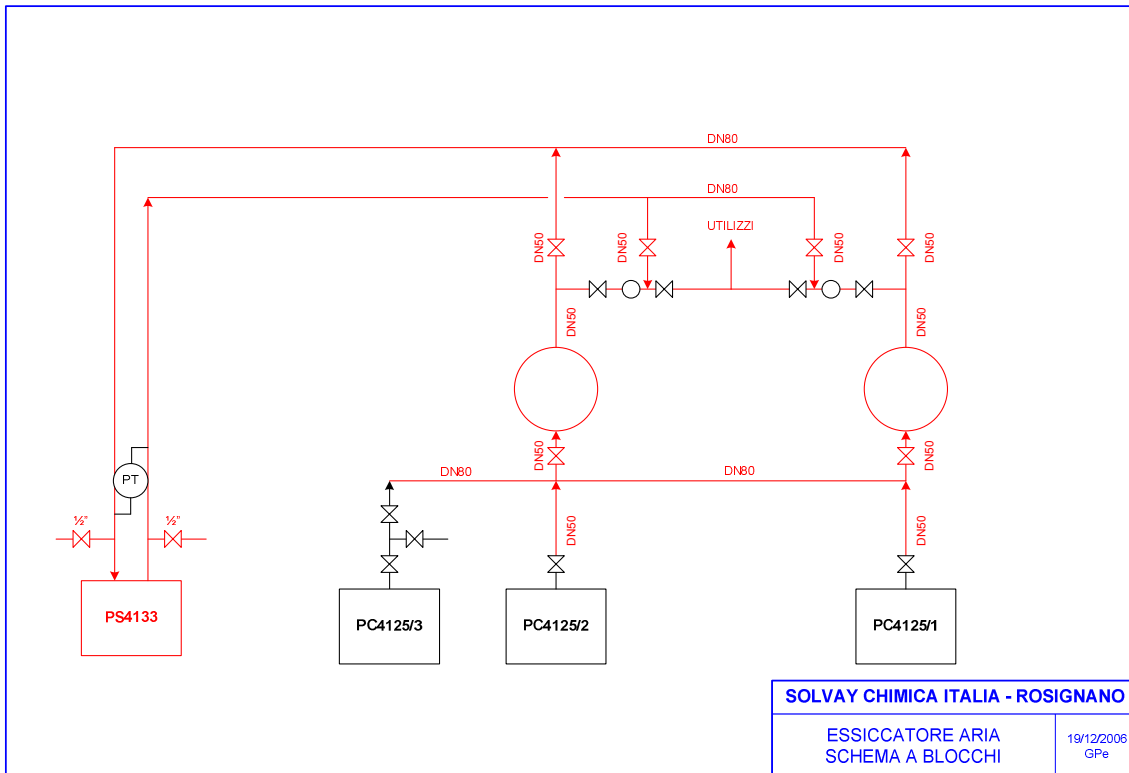 DN80
DN80
UTILIZZI
DN50
DN50
DN50
DN50
DN50
DN50
PT
DN50
DN50
DN80
DN80
½"
½"
DN50
DN50
PS4133
PC4125/3
PC4125/2
PC4125/1
SOLVAY CHIMICA ITALIA - ROSIGNANO
ESSICCATORE ARIA
SCHEMA A BLOCCHI
19/12/2006
GPe